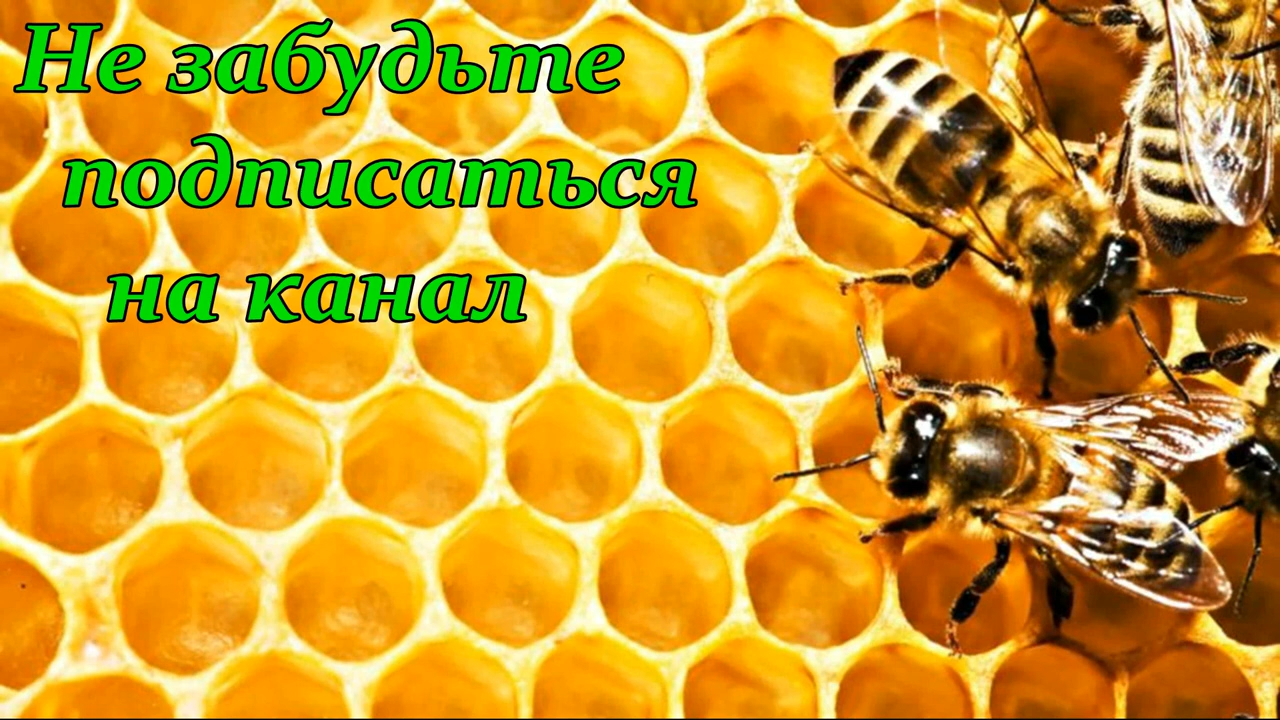 Не забудьте
подписаться
на канал